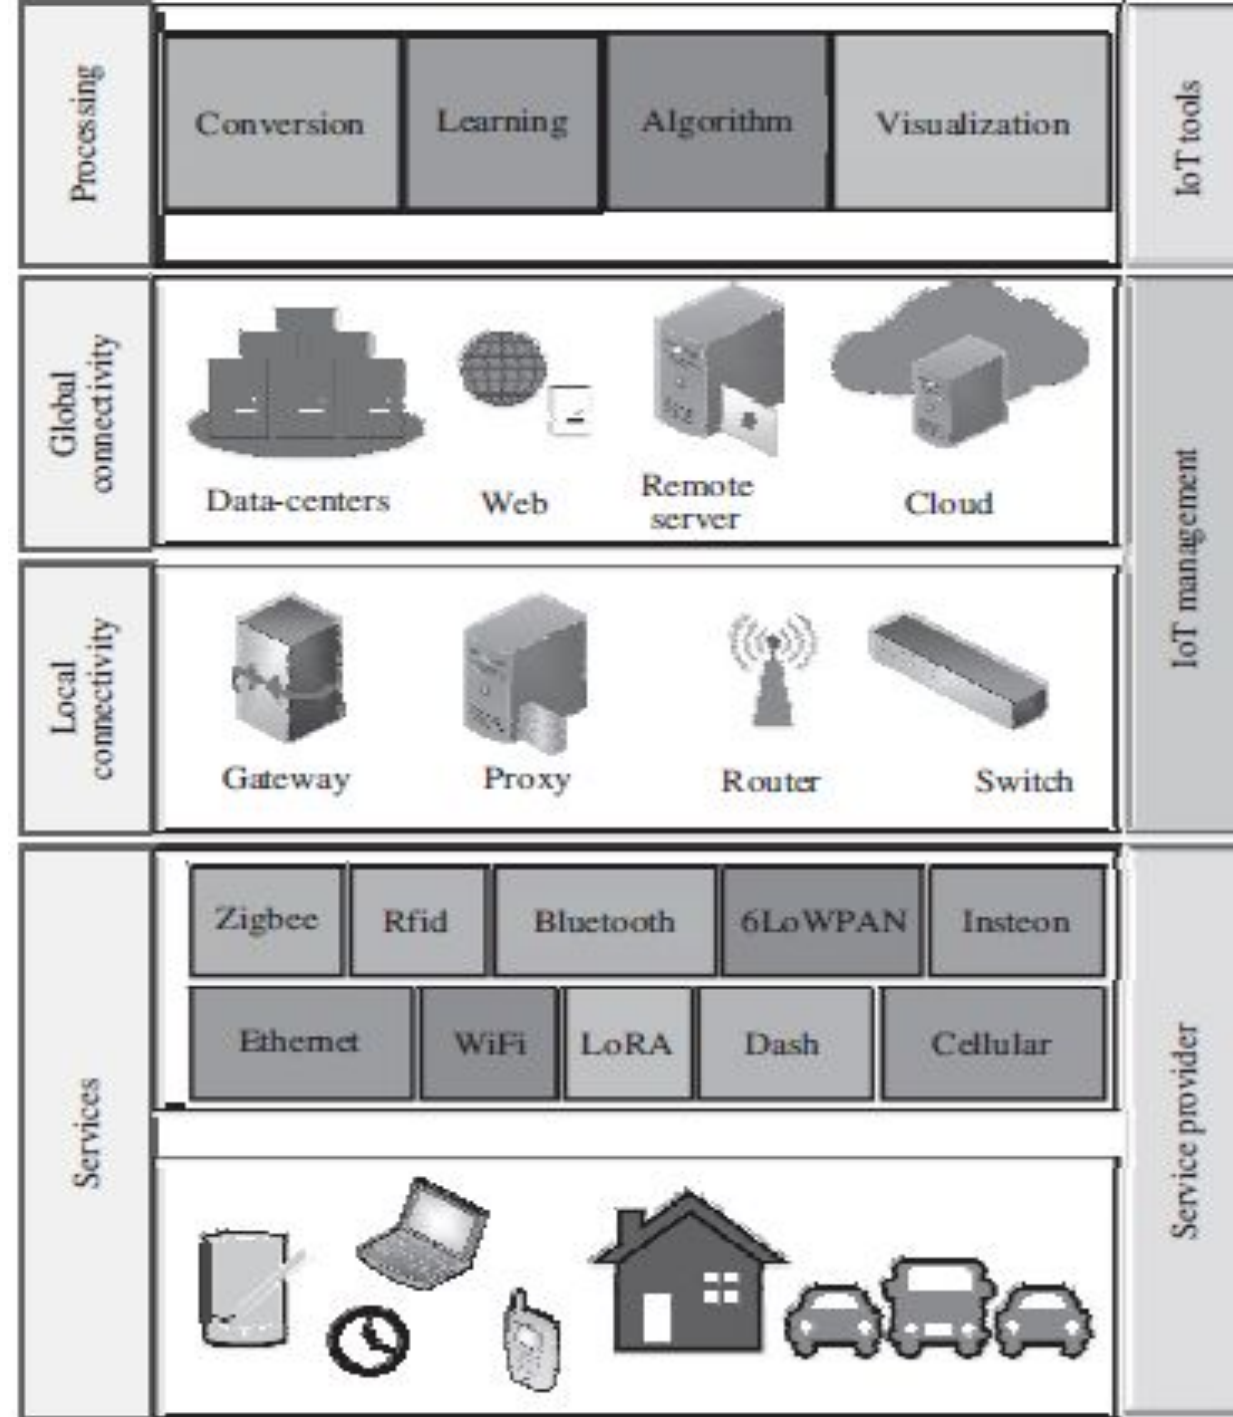 Processing
Conversion
Learning
Algorithm
Visualization
IoT tools
Global
connectivity
Data-centers
Web
Remote
server
Cloud
IoT management
Local
connectivity
Gateway
Proxy
Router
Switch
Services
Zigbee
Rfid
Bluetooth
6LoWPAN
Insteon
Ethernet
WiFi
LoRA
Dash
Cellular
Service provider